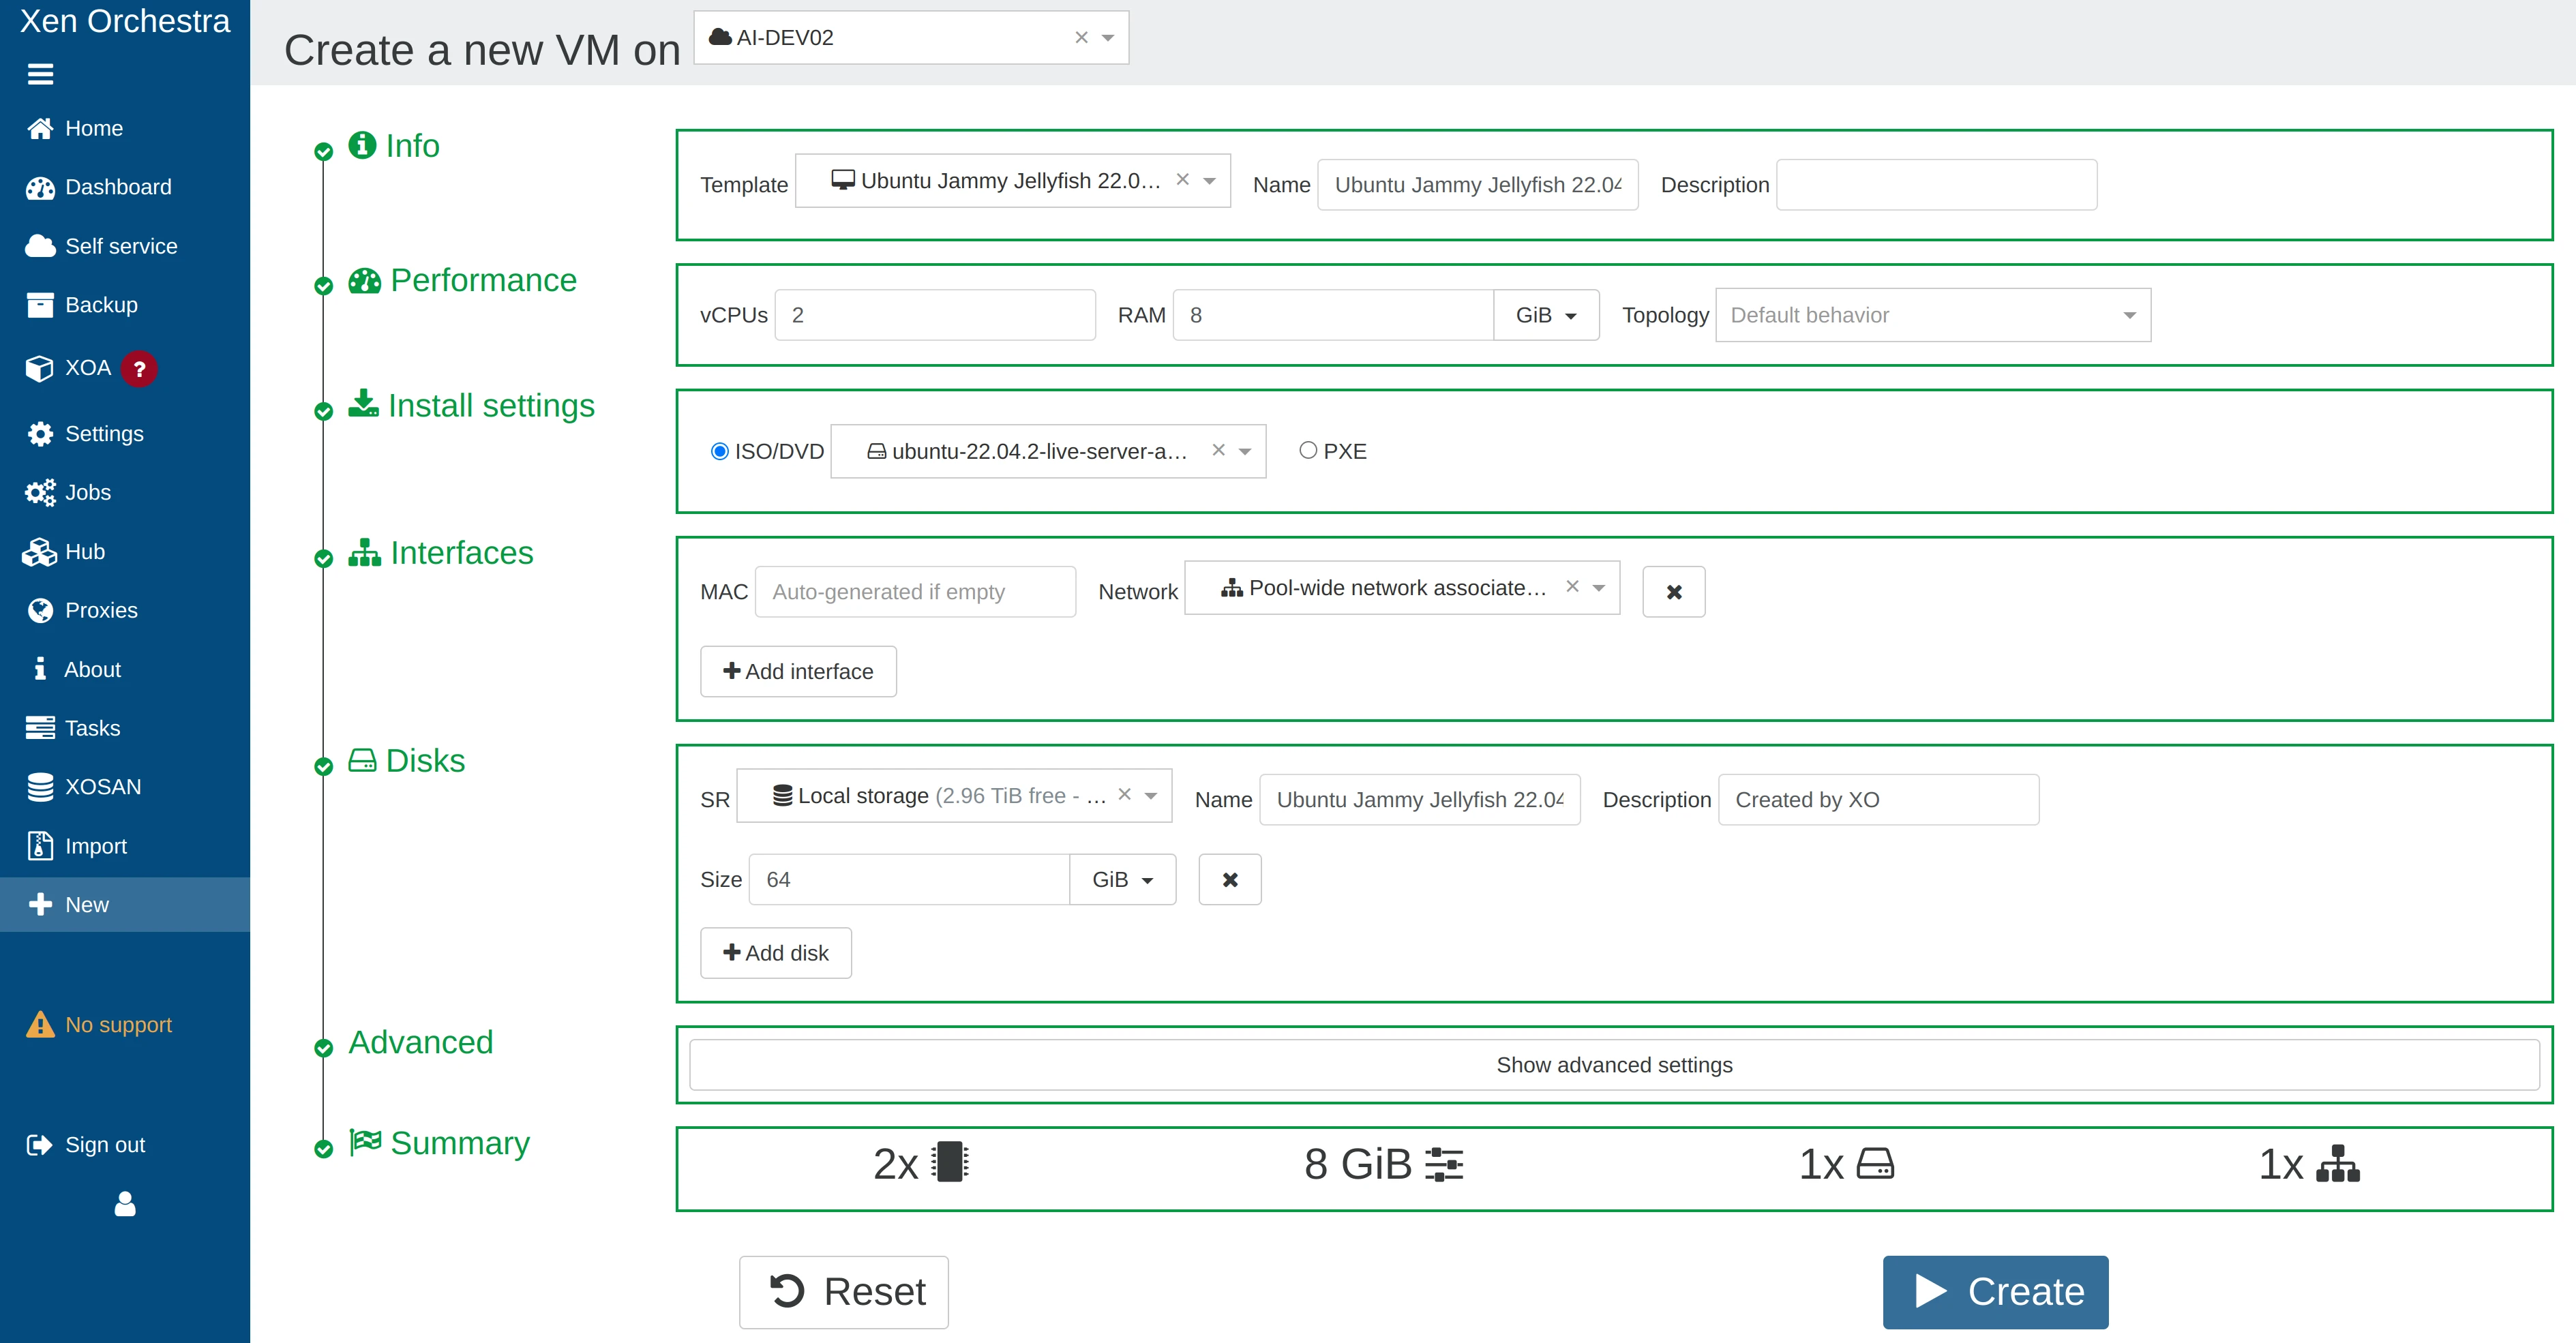 Xen Orchestra
Home
Dashboard
Self service
Backup
XOA ?
Settings
Jobs
Hub
Proxies
About
Tasks
XOSAN
Import
New
No support
Sign out
Create a new VM on AI-DEV02
Info
Template Ubuntu Jammy Jellyfish 22.0… Name Ubuntu Jammy Jellyfish 22.04 Description
Performance
vCPUs 2 RAM 8 GiB Topology Default behavior
Install settings
ISO/DVD ubuntu-22.04.2-live-server-a… PXE
Interfaces
MAC Auto-generated if empty Network Pool-wide network associate…
Add interface
Disks
SR Local storage (2.96 TiB free - … Name Ubuntu Jammy Jellyfish 22.04 Description Created by XO
Size 64 GiB
Add disk
Advanced
Show advanced settings
Summary
2x 8 GiB 1x 1x
Reset Create